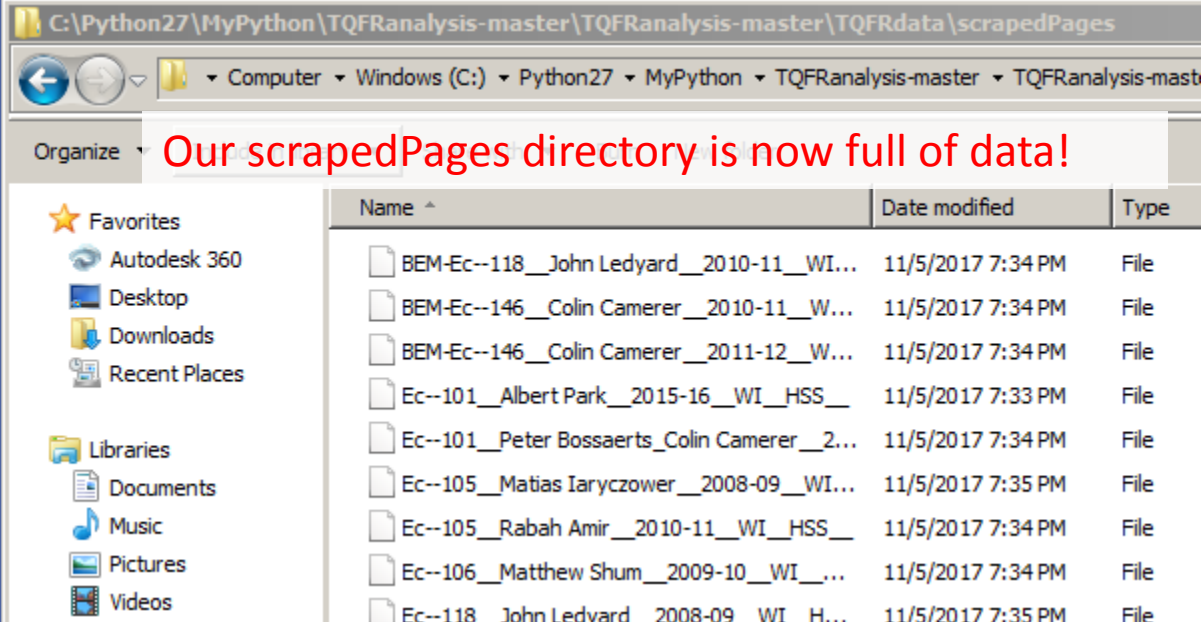 C:\Python27\MyPython\TQFRanalysis-master\TQFRanalysis-master\TQFRdata\scrapedPages
Computer Windows (C:) Python27 MyPython TQFRanalysis-master TQFRanalysis-mast
Organize
Our scrapedPages directory is now full of data!
Name Date modified Type
Favorites
Autodesk 360
Desktop
Downloads
Recent Places
Libraries
Documents
Music
Pictures
Videos
BEM-Ec--118__John Ledyard__2010-11__WI... 11/5/2017 7:34 PM File
BEM-Ec--146__Colin Camerer__2010-11__W... 11/5/2017 7:34 PM File
BEM-Ec--146__Colin Camerer__2011-12__W... 11/5/2017 7:34 PM File
Ec--101__Albert Park__2015-16__WI__HSS__ 11/5/2017 7:33 PM File
Ec--101__Peter Bossaerts_Colin Camerer__2... 11/5/2017 7:34 PM File
Ec--105__Matias Iaryczower__2008-09__WI... 11/5/2017 7:35 PM File
Ec--105__Rabah Amir__2010-11__WI__HSS__ 11/5/2017 7:34 PM File
Ec--106__Matthew Shum__2009-10__WI__... 11/5/2017 7:34 PM File
Ec--118__John Ledyard__2008-09__WI__H... 11/5/2017 7:35 PM File